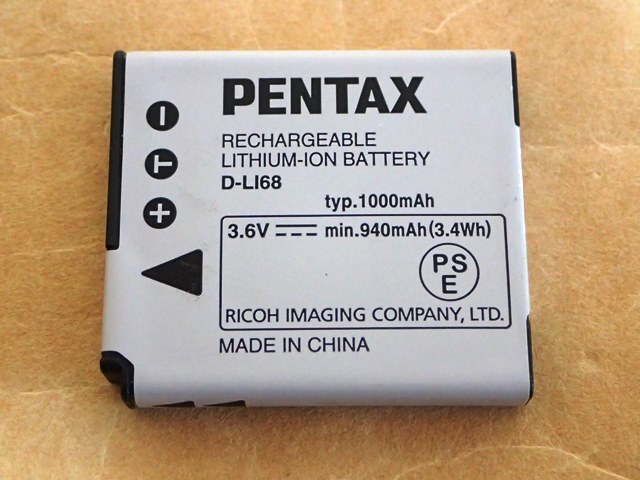 PENTAX
RECHARGEABLE
LITHIUM-ION BATTERY
D-LI68
typ.1000mAh
3.6V ⎓ min.940mAh(3.4Wh)
PS
E
RICOH IMAGING COMPANY, LTD.
MADE IN CHINA
−
T
+